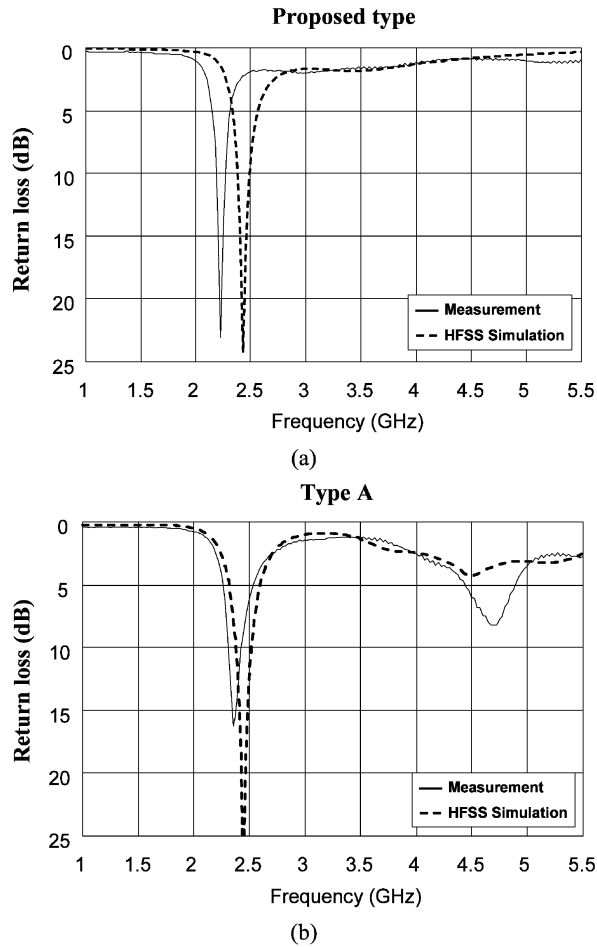 Proposed type
0
5
10
15
20
25
Return loss (dB)
Measurement
HFSS Simulation
1 1.5 2 2.5 3 3.5 4 4.5 5 5.5
Frequency (GHz)
(a)
Type A
0
5
10
15
20
25
Return loss (dB)
Measurement
HFSS Simulation
1 1.5 2 2.5 3 3.5 4 4.5 5 5.5
Frequency (GHz)
(b)